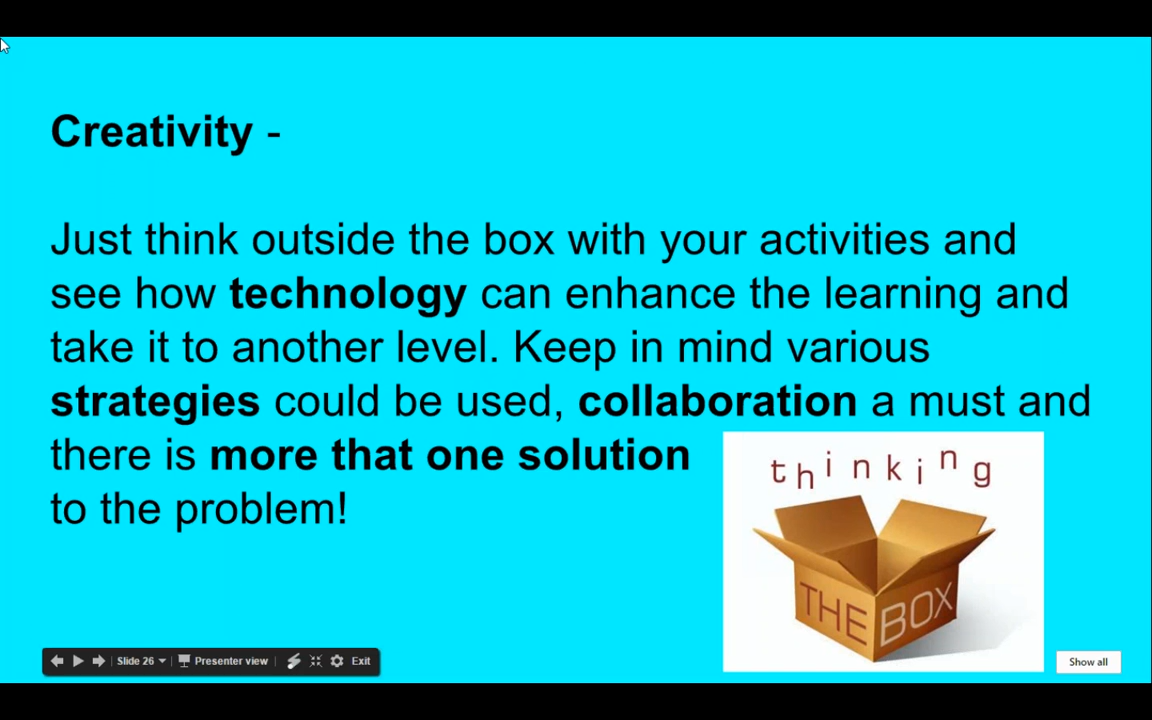 Creativity -
Just think outside the box with your activities and
see how technology can enhance the learning and
take it to another level. Keep in mind various
strategies could be used, collaboration a must and
there is more that one solution
to the problem!
thinking
THE BOX
Slide 26 Presenter view Exit
Show all